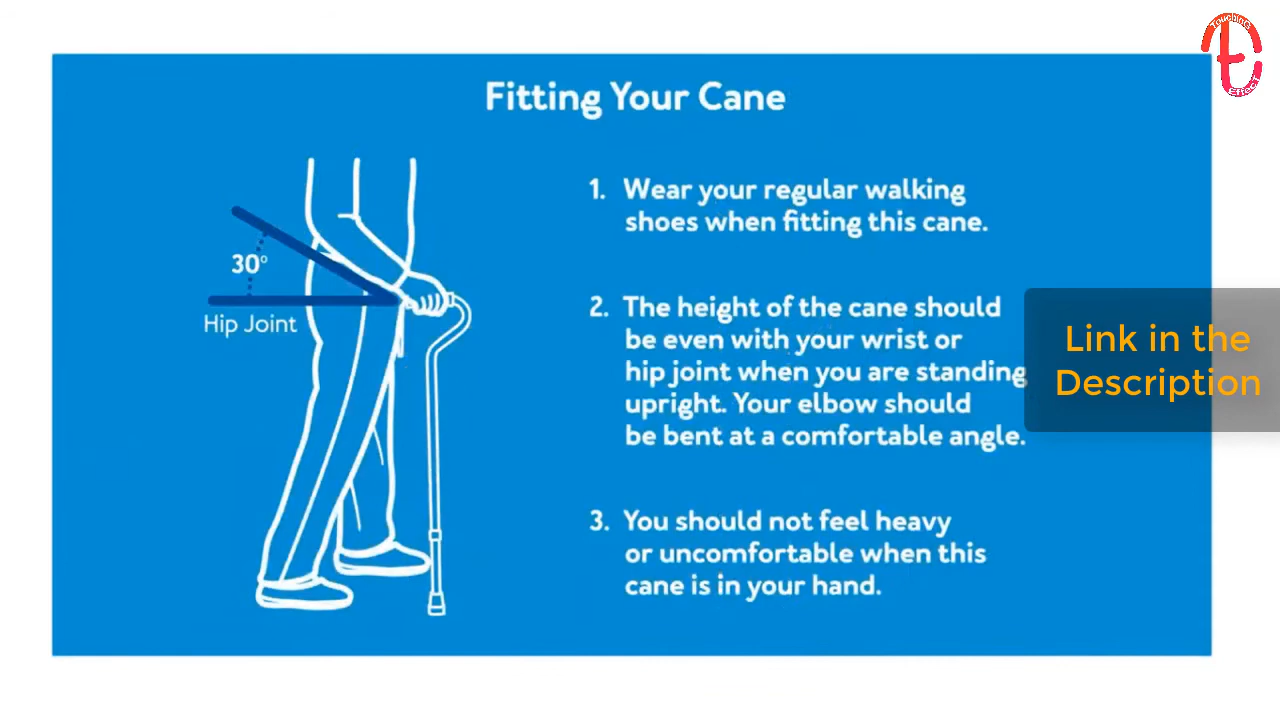 Touching
t
Effect
Fitting Your Cane
1. Wear your regular walking
shoes when fitting this cane.
30°
Hip Joint
2. The height of the cane should
be even with your wrist or
hip joint when you are standing
upright. Your elbow should
be bent at a comfortable angle.
Link in the
Description
3. You should not feel heavy
or uncomfortable when this
cane is in your hand.